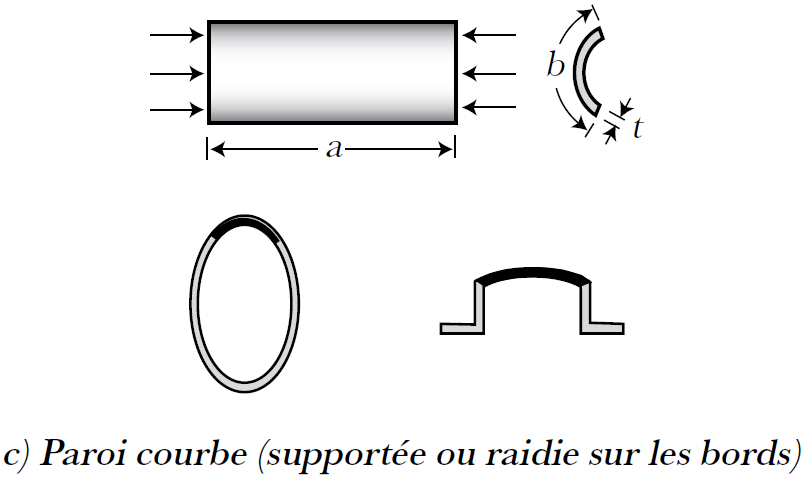 b
t
a
c) Paroi courbe (supportée ou raidie sur les bords)